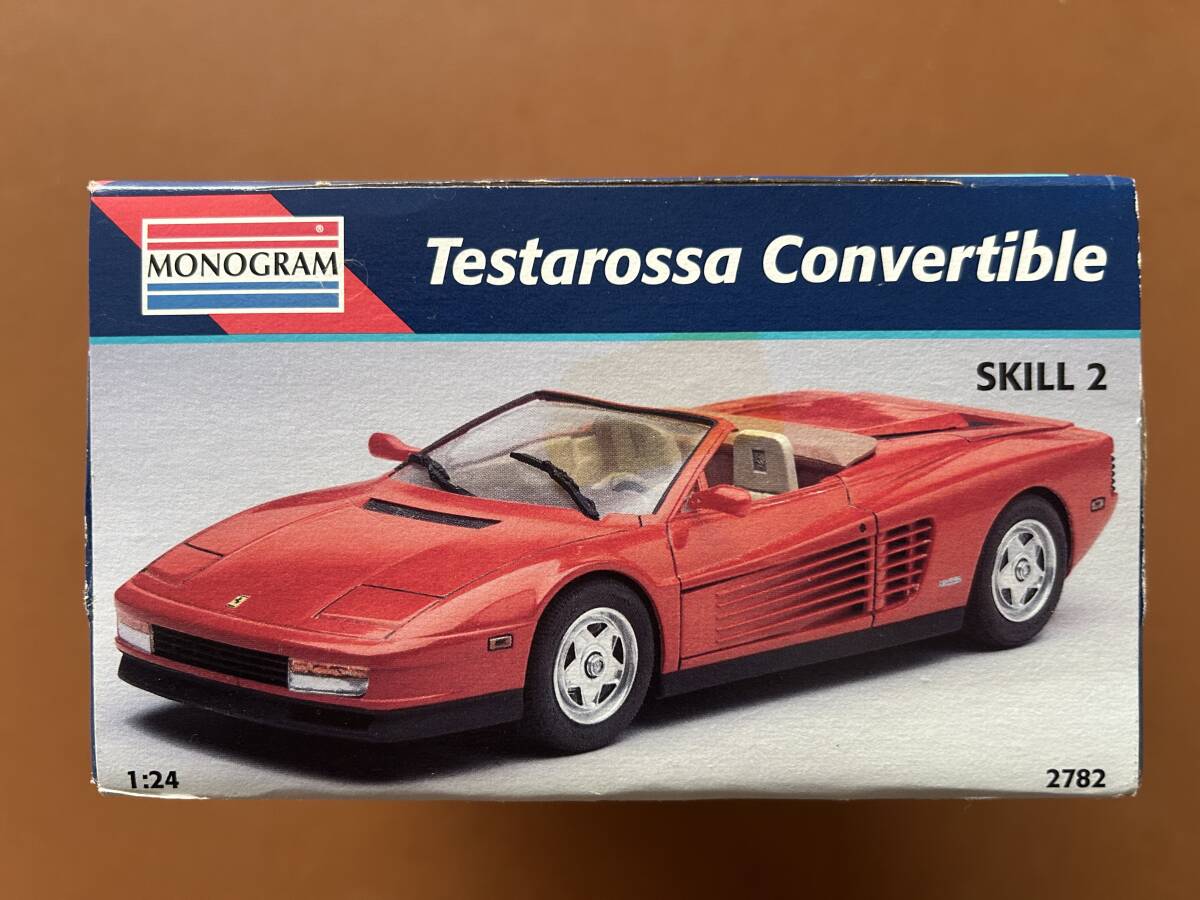 MONOGRAM®
Testarossa Convertible
SKILL 2
1:24
2782